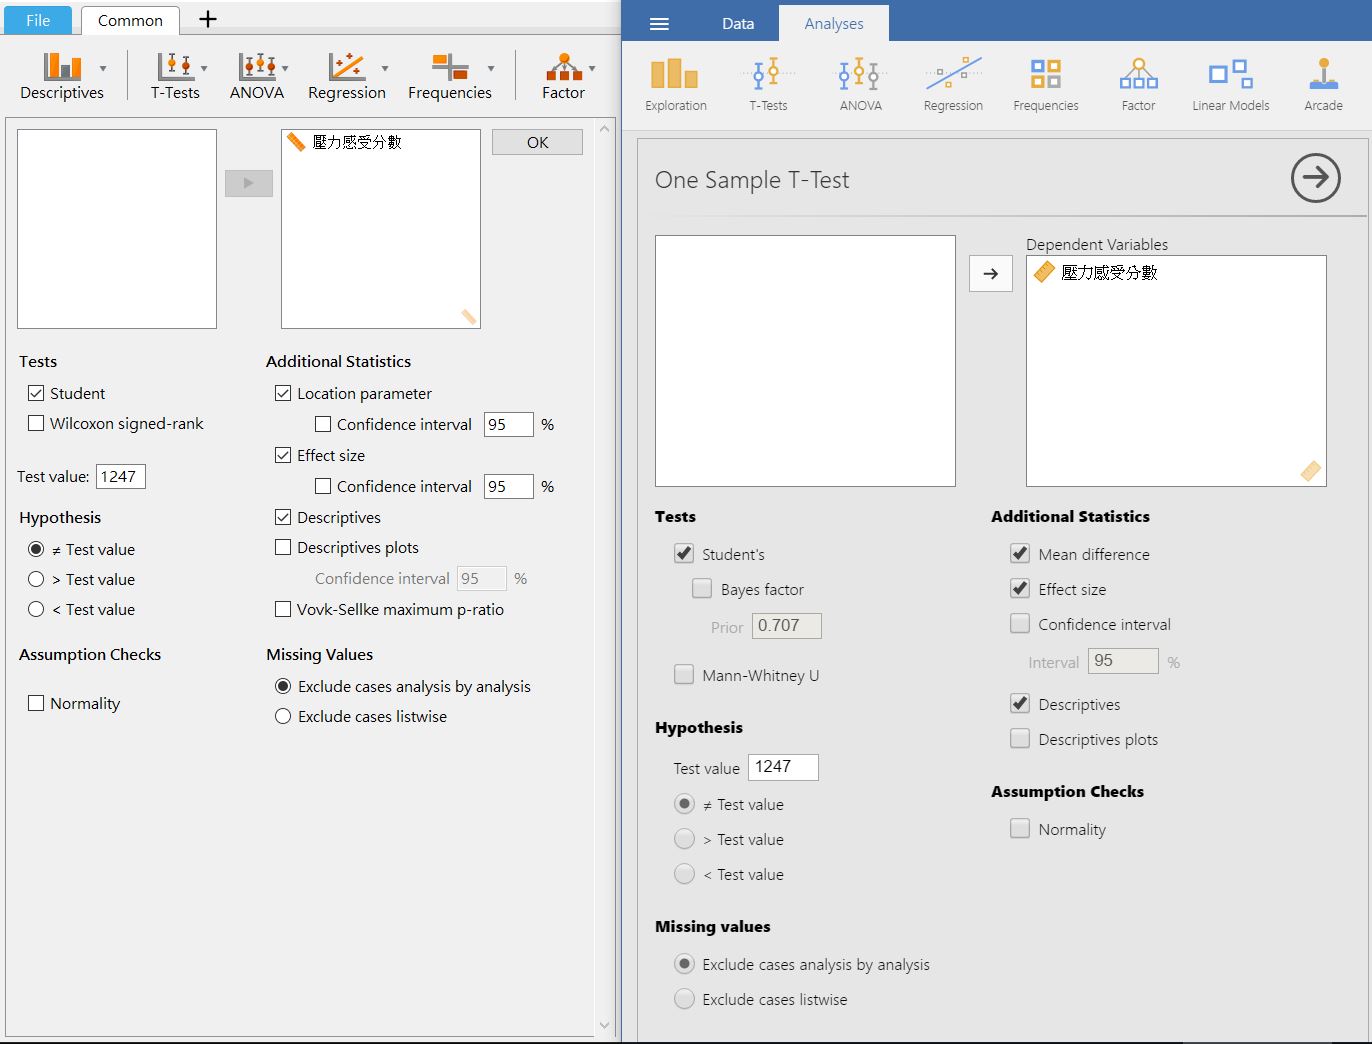 File
Common
Descriptives
T-Tests
ANOVA
Regression
Frequencies
Factor
壓力感受分數
OK
Tests
Student
Wilcoxon signed-rank
Test value: 1247
Hypothesis
≠ Test value
> Test value
< Test value
Assumption Checks
Normality
Additional Statistics
Location parameter
Confidence interval 95 %
Effect size
Confidence interval 95 %
Descriptives
Descriptives plots
Confidence interval 95 %
Vovk-Sellke maximum p-ratio
Missing Values
Exclude cases analysis by analysis
Exclude cases listwise
Data
Analyses
Exploration
T-Tests
ANOVA
Regression
Frequencies
Factor
Linear Models
Arcade
One Sample T-Test
Dependent Variables
壓力感受分數
Tests
Student's
Bayes factor
Prior 0.707
Mann-Whitney U
Hypothesis
Test value 1247
≠ Test value
> Test value
< Test value
Missing values
Exclude cases analysis by analysis
Exclude cases listwise
Additional Statistics
Mean difference
Effect size
Confidence interval
Interval 95 %
Descriptives
Descriptives plots
Assumption Checks
Normality